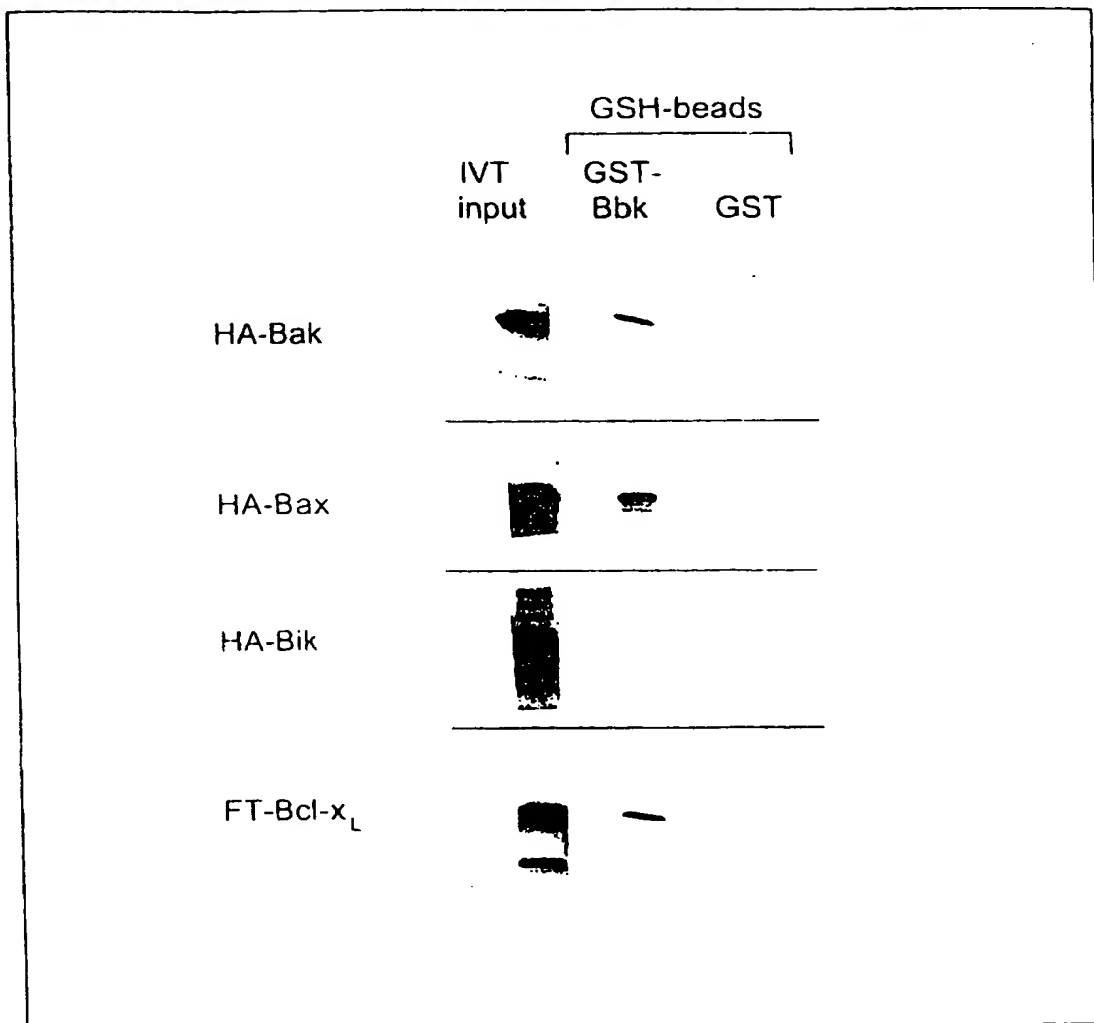 GSH-beads
IVT input
GST-Bbk
GST
HA-Bak
HA-Bax
HA-Bik
FT-Bcl-xL